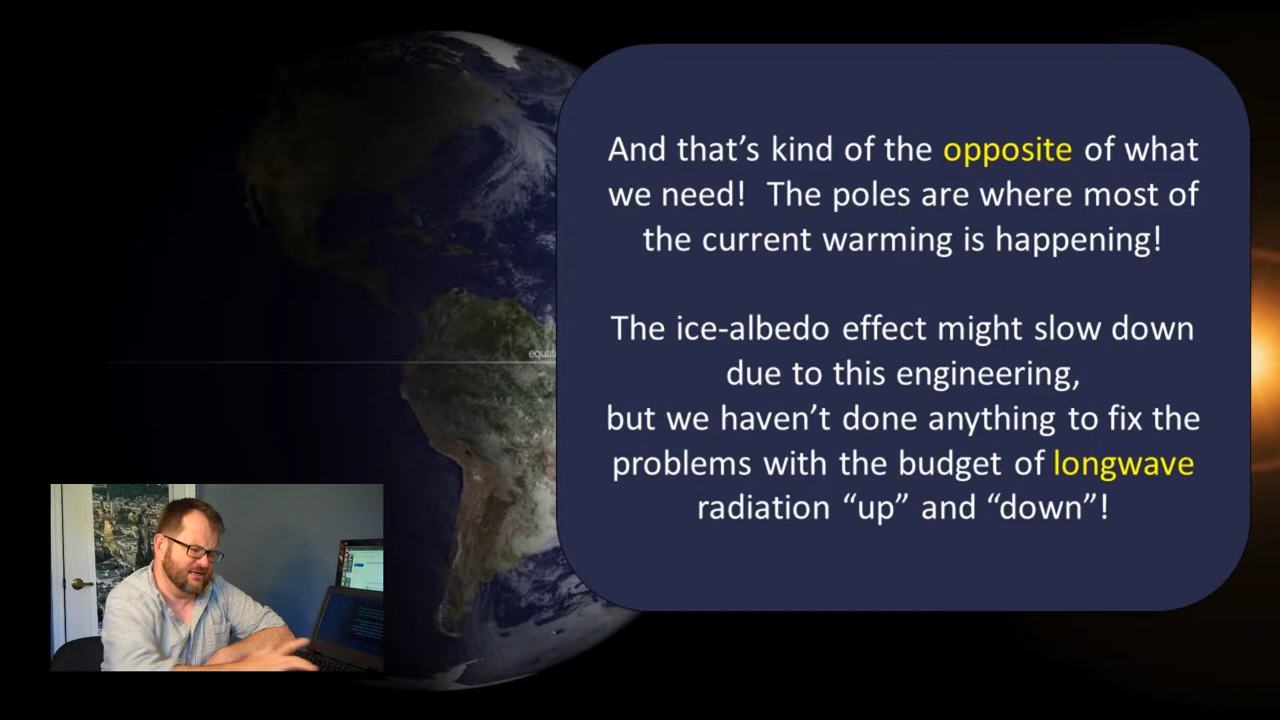 And that’s kind of the opposite of what
we need!  The poles are where most of
the current warming is happening!
The ice-albedo effect might slow down
due to this engineering,
but we haven’t done anything to fix the
problems with the budget of longwave
radiation “up” and “down”!